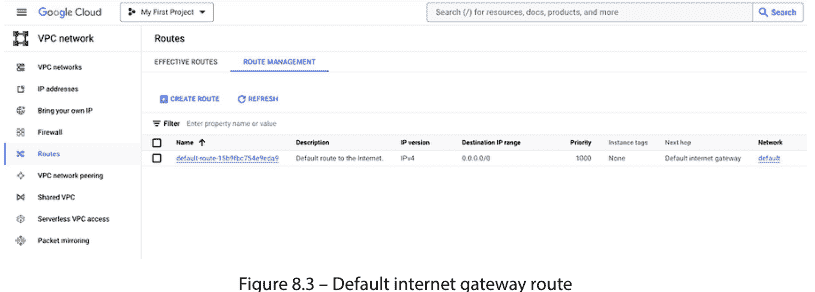 Google Cloud My First Project Search (/) for resources, docs, products, and more Search
VPC network Routes
EFFECTIVE ROUTES ROUTE MANAGEMENT
VPC networks
IP addresses
CREATE ROUTE REFRESH
Bring your own IP
Filter Enter property name or value
Firewall
Name Description IP version Destination IP range Priority Instance tags Next hop Network
Routes
Default route to the Internet. IPv4 0.0.0.0/0 1000 None Default internet gateway default
VPC network peering
Shared VPC
Serverless VPC access
Packet mirroring
Figure 8.3 – Default internet gateway route